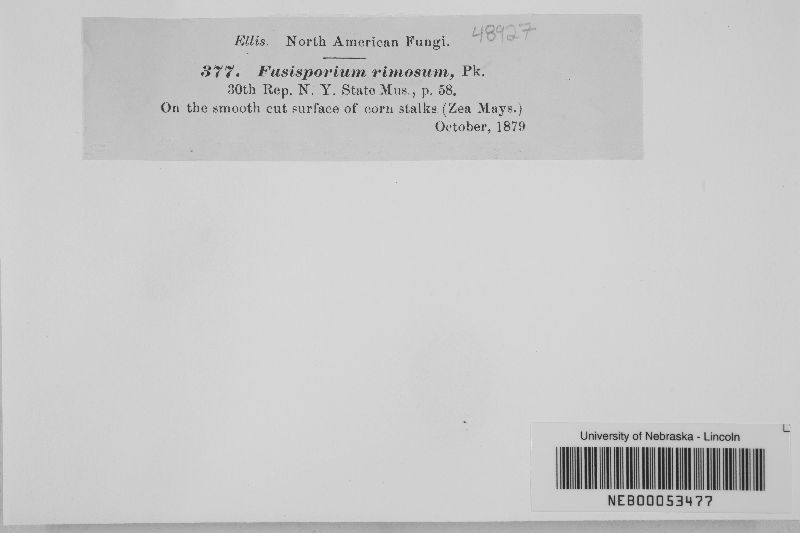 Ellis. North American Fungi.
48927
377. Fusisporium rimosum, Pk.
30th Rep. N. Y. State Mus., p. 58.
On the smooth cut surface of corn stalks (Zea Mays.)
October, 1879
University of Nebraska - Lincoln
NEB00053477